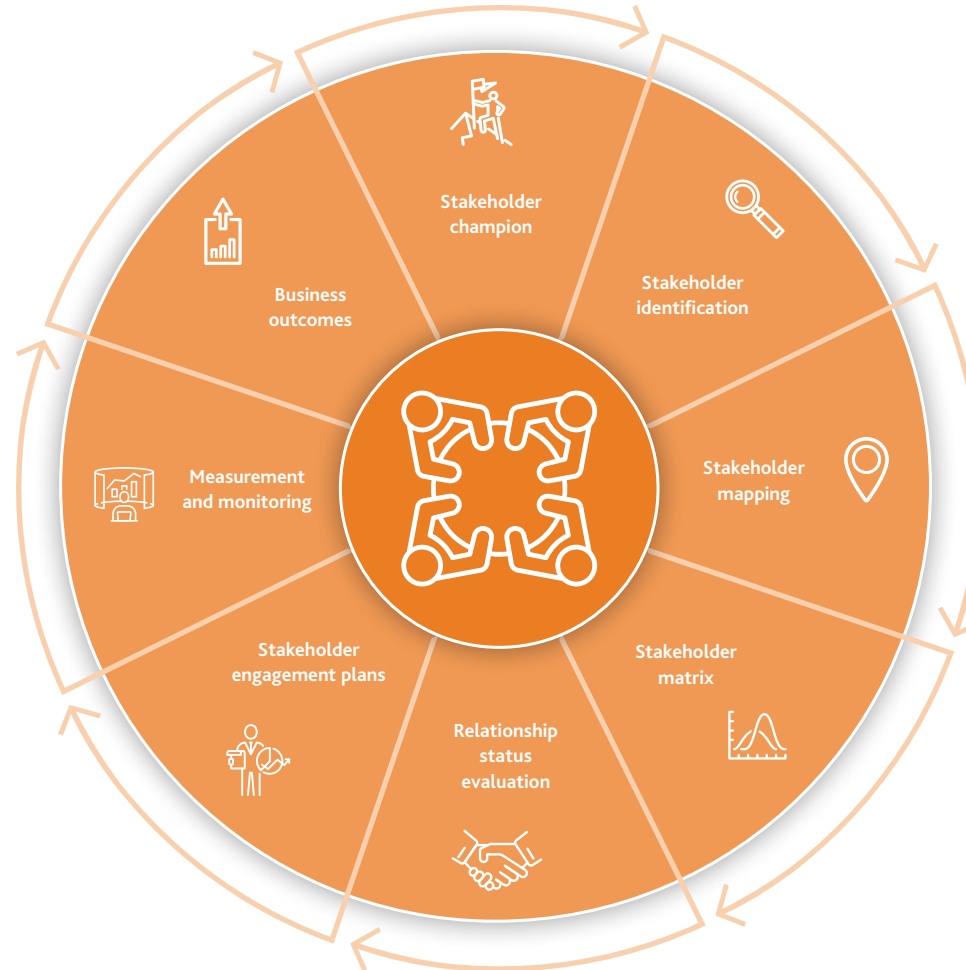 Stakeholder
champion
Stakeholder
identification
Stakeholder
mapping
Stakeholder
matrix
Relationship
status
evaluation
Stakeholder
engagement plans
Measurement
and monitoring
Business
outcomes